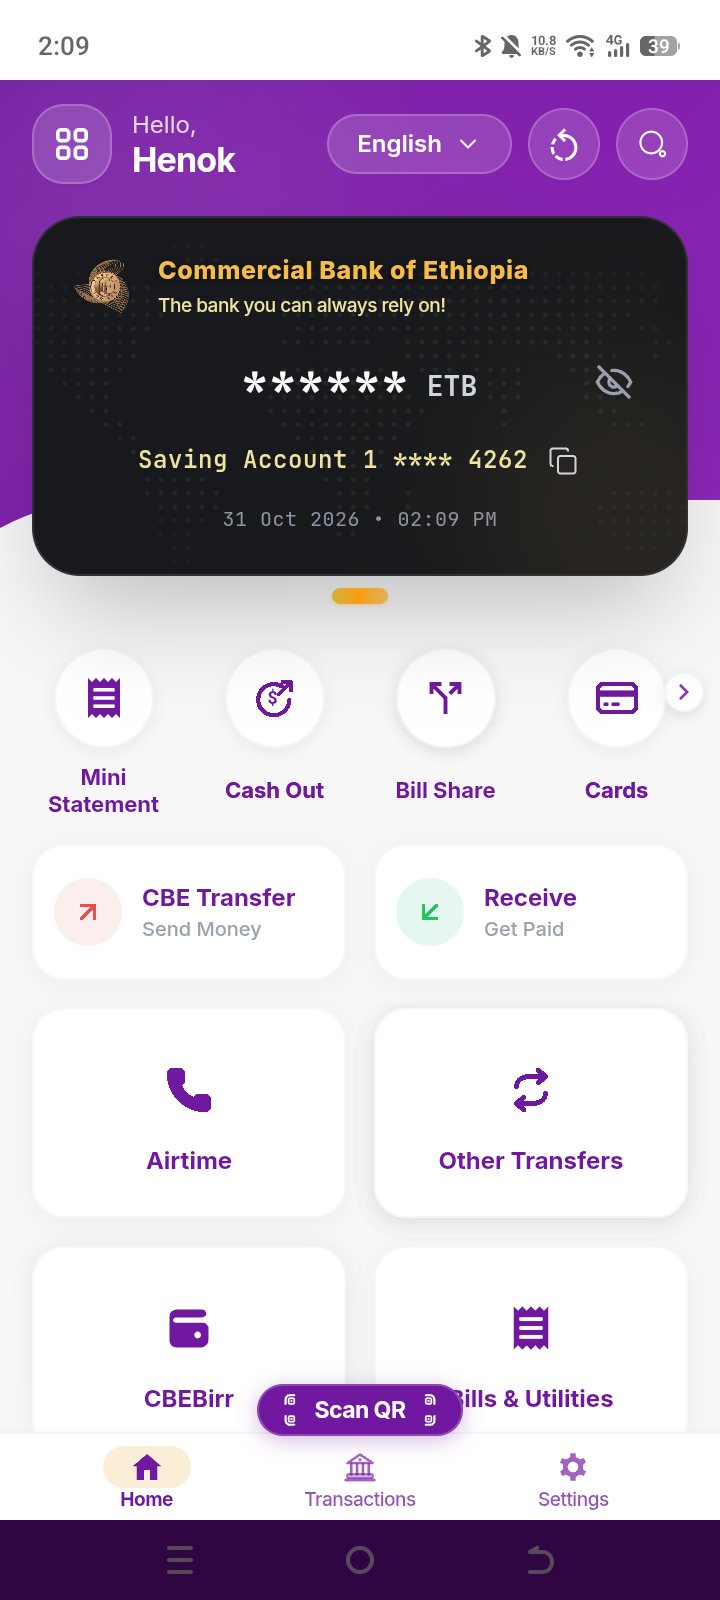 2:09
10.8
KB/S
4G
39
Hello,
Henok
English
Commercial Bank of Ethiopia
The bank you can always rely on!
****** ETB
Saving Account 1 **** 4262
31 Oct 2026 • 02:09 PM
Mini
Statement
Cash Out
Bill Share
Cards
CBE Transfer
Send Money
Receive
Get Paid
Airtime
Other Transfers
CBEBirr
Bills & Utilities
Scan QR
Home
Transactions
Settings